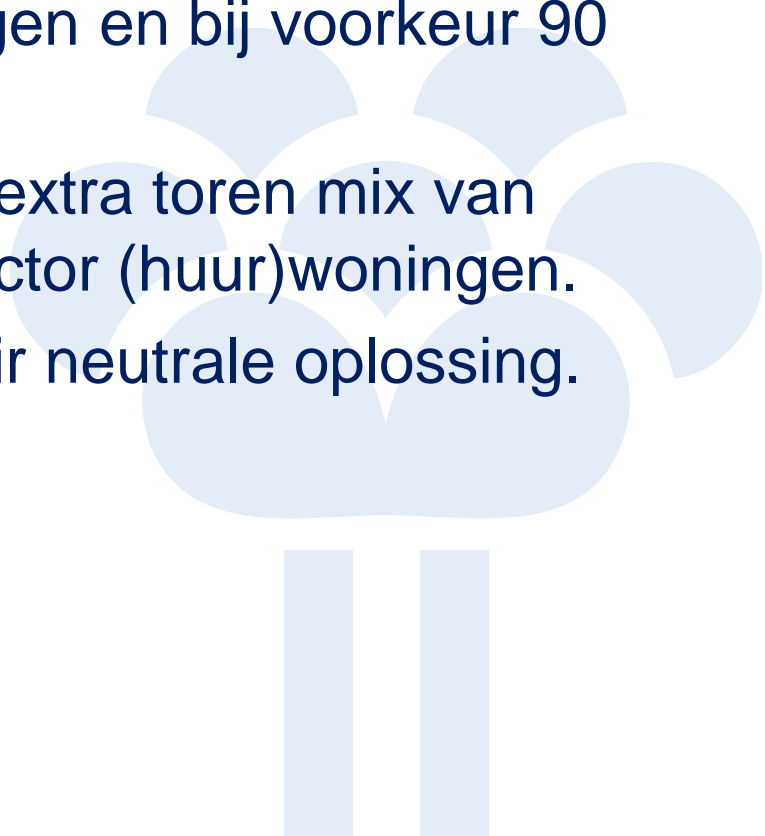 gen en bij voorkeur 90
extra toren mix van
ctor (huur)woningen.
ir neutrale oplossing.